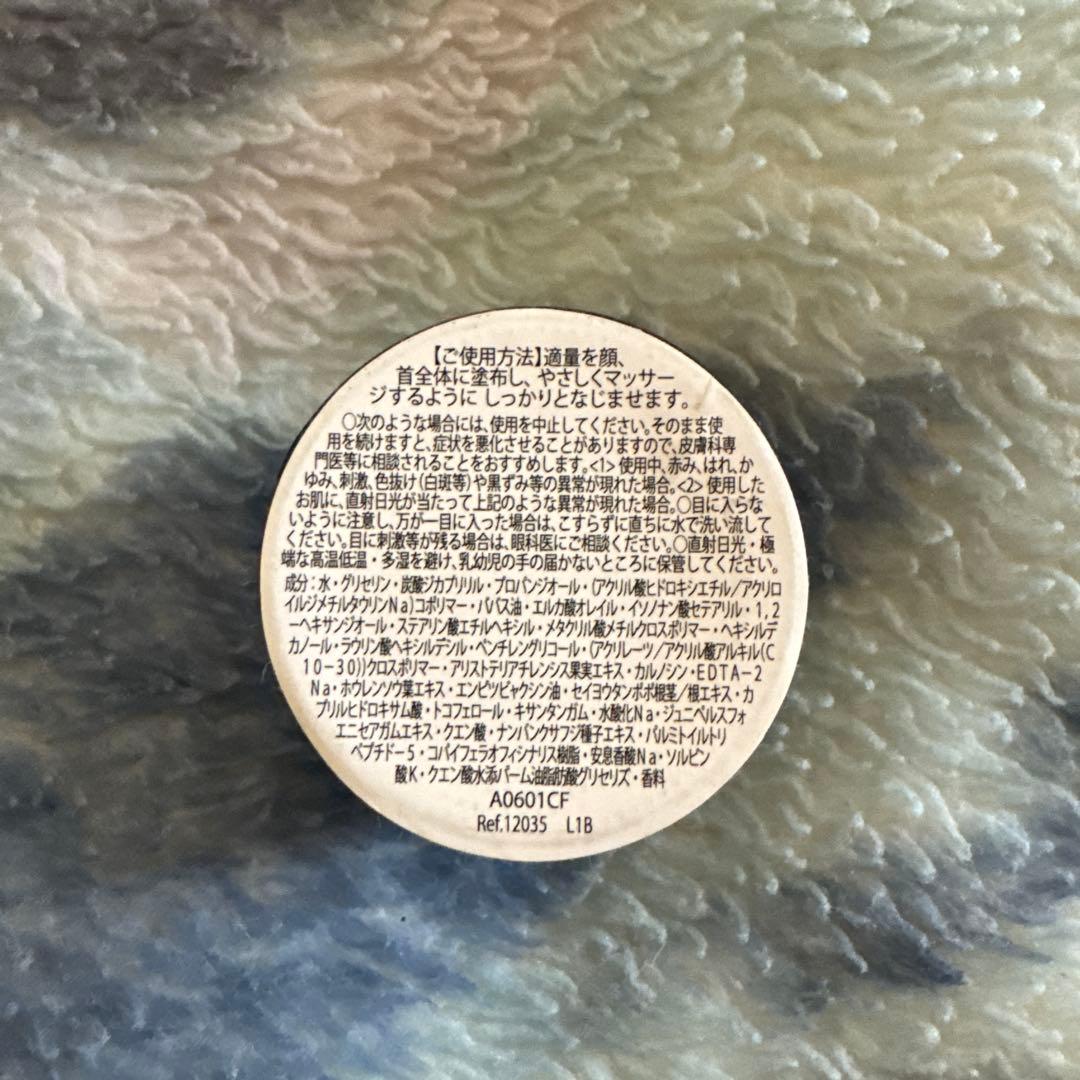 【ご使用方法】適量を顔、
首全体に塗布し、やさしくマッサー
ジするように しっかりとなじませます。
○次のような場合には、使用を中止してください。そのまま使
用を続けますと、症状を悪化させることがありますので、皮膚科専
門医等に相談されることをおすすめします。<1> 使用中、赤み、はれ、か
ゆみ、刺激、色抜け(白斑等)や黒ずみ等の異常が現れた場合。<2> 使用した
お肌に、直射日光が当たって上記のような異常が現れた場合。○目に入らな
いように注意し、万が一目に入った場合は、こすらずに直ちに水で洗い流して
ください。目に刺激等が残る場合は、眼科医にご相談ください。○直射日光・極
端な高温低温・多湿を避け、乳幼児の手の届かないところに保管してください。
成分:水・グリセリン・炭酸ジカプリリル・プロパンジオール・(アクリル酸ヒドロキシエチル/アクリロ
イルジメチルタウリンNa)コポリマー・ババス油・エルカ酸オレイル・イソノナン酸セテアリル・1,2
-ヘキサンジオール・ステアリン酸エチルヘキシル・メタクリル酸メチルクロスポリマー・ヘキシルデ
カノール・ラウリン酸ヘキシルデシル・ペンチレングリコール・(アクリレーツ/アクリル酸アルキル(C
10-30))クロスポリマー・アリストテリアチレンシス果実エキス・カルノシン・EDTA-2
Na・ホウレンソウ葉エキス・エンピツビャクシン油・セイヨウタンポポ根茎/根エキス・カ
プリルヒドロキサム酸・トコフェロール・キサンタンガム・水酸化Na・ジュニペルスフォ
エニセアガムエキス・クエン酸・ナンバンクサフジ種子エキス・パルミトイルトリ
ペプチド-5・コパイフェラオフィシナリス樹脂・安息香酸Na・ソルビン
酸K・クエン酸水添パーム油脂肪酸グリセリズ・香料
A0601CF
Ref.12035 L1B